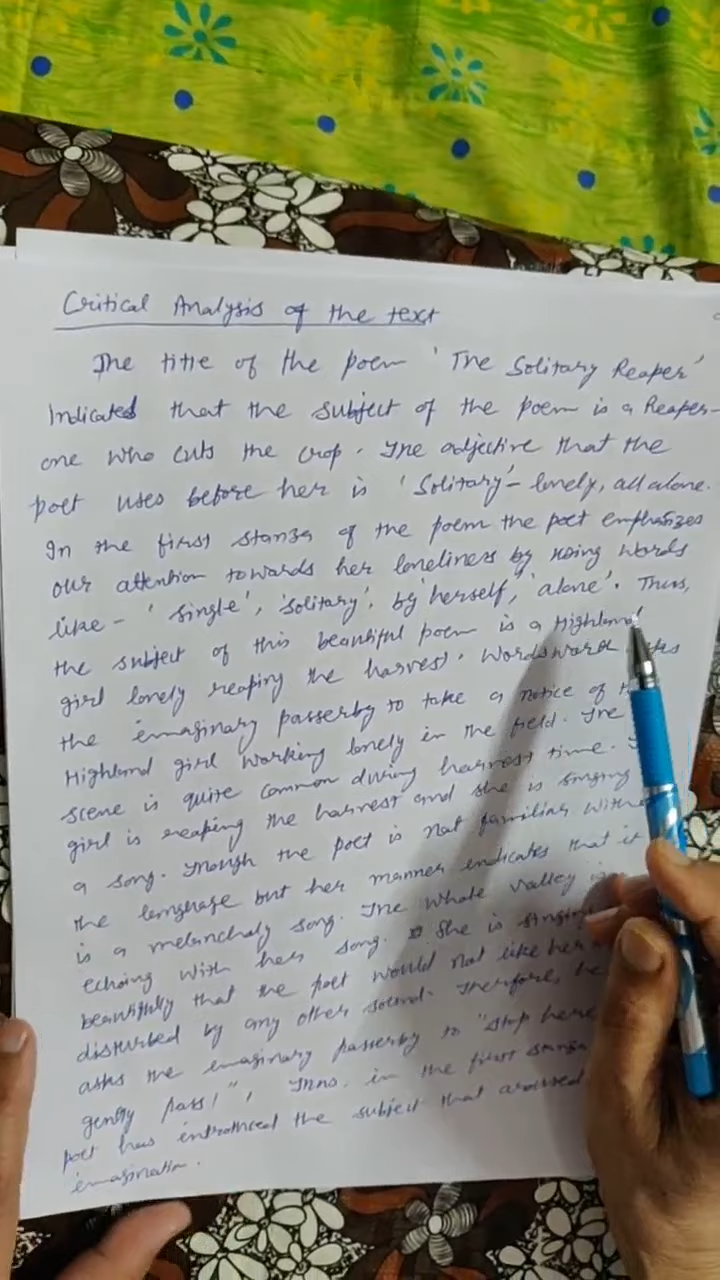 Critical Analysis of the text
The title of the poem 'The Solitary Reaper'
Indicates that the subject of the poem is a Reaper-
one who cuts the crop. The adjective that the
poet uses before her is 'Solitary'- lonely, all alone.
In the first stanza of the poem the poet emphasizes
our attention towards her loneliness by using words
like - 'single', 'solitary', by 'herself', 'alone'. Thus,
the subject of this beautiful poem is a Highland
girl lonely reaping the harvest. Wordsworth
the imaginary passerby to take a notice of
Highland girl working lonely in the field. The
scene is quite common during harvest time.
girl is reaping the harvest and she is singing
a song. Though the poet is not familiar with
the language but her manner indicates that it
is a melancholy song. The whole valley is
echoing with her song. She is singing
beautifully that the poet would not like her
disturbed by any other sound. Therefore, he
asks the imaginary passerby to "stop here
gently pass!", Thus, in the first stanza
poet has introduced the subject that aroused
imagination.